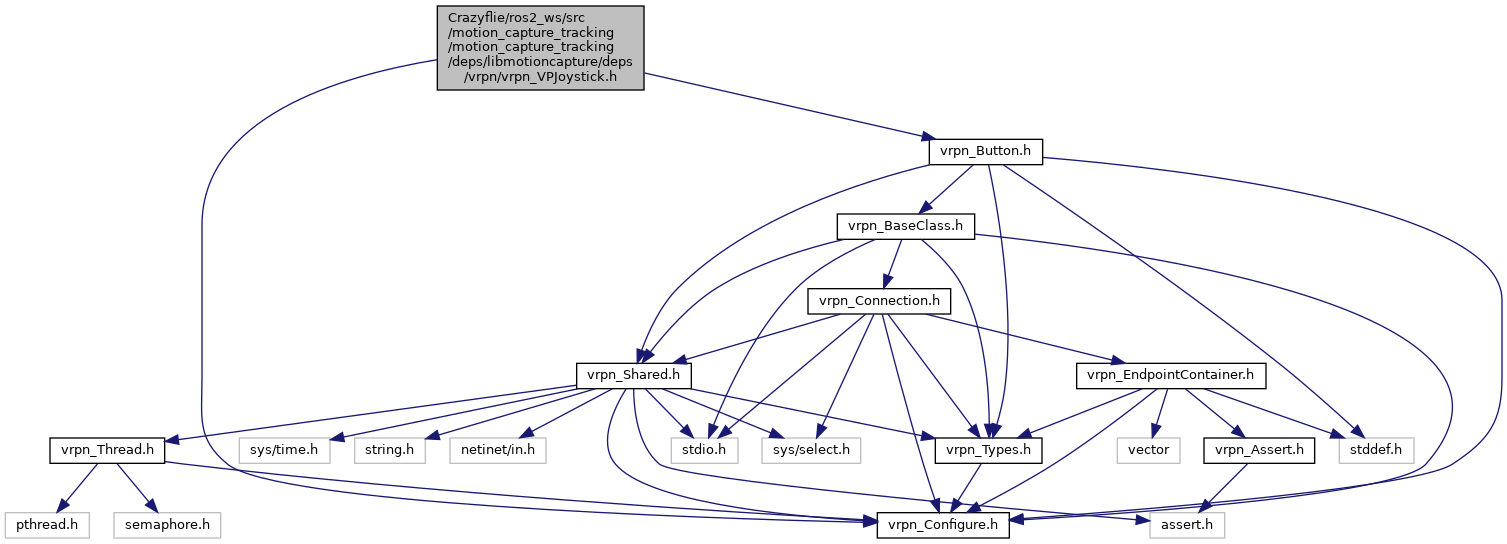 Crazyflie/ros2_ws/src
/motion_capture_tracking
/motion_capture_tracking
/deps/libmotioncapture/deps
/vrpn/vrpn_VPJoystick.h
vrpn_Button.h
vrpn_BaseClass.h
vrpn_Connection.h
vrpn_Shared.h
vrpn_EndpointContainer.h
vrpn_Thread.h
sys/time.h
string.h
netinet/in.h
stdio.h
sys/select.h
vrpn_Types.h
vector
vrpn_Assert.h
stddef.h
pthread.h
semaphore.h
vrpn_Configure.h
assert.h